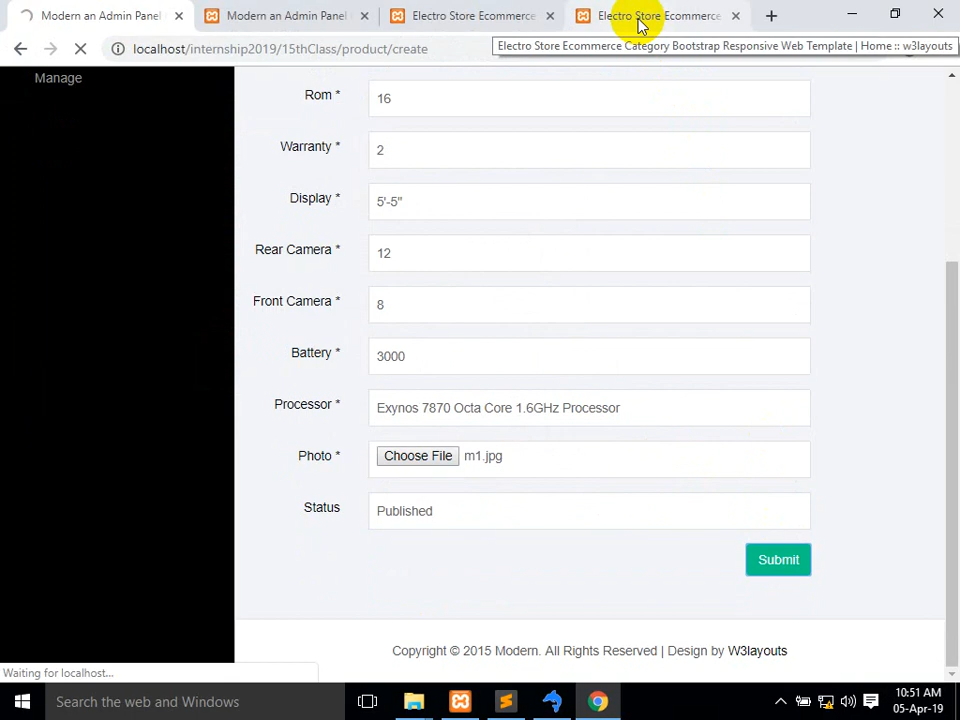 Modern an Admin Panel
Modern an Admin Panel
Electro Store Ecommerce
Electro Store Ecommerce
localhost/internship2019/15thClass/product/create
Electro Store Ecommerce Category Bootstrap Responsive Web Template | Home :: w3layouts
Manage
Rom *
16
Warranty *
2
Display *
5'-5"
Rear Camera *
12
Front Camera *
8
Battery *
3000
Processor *
Exynos 7870 Octa Core 1.6GHz Processor
Photo *
Choose File m1.jpg
Status
Published
Submit
Copyright © 2015 Modern. All Rights Reserved | Design by W3layouts
Waiting for localhost...
Search the web and Windows
10:51 AM
05-Apr-19